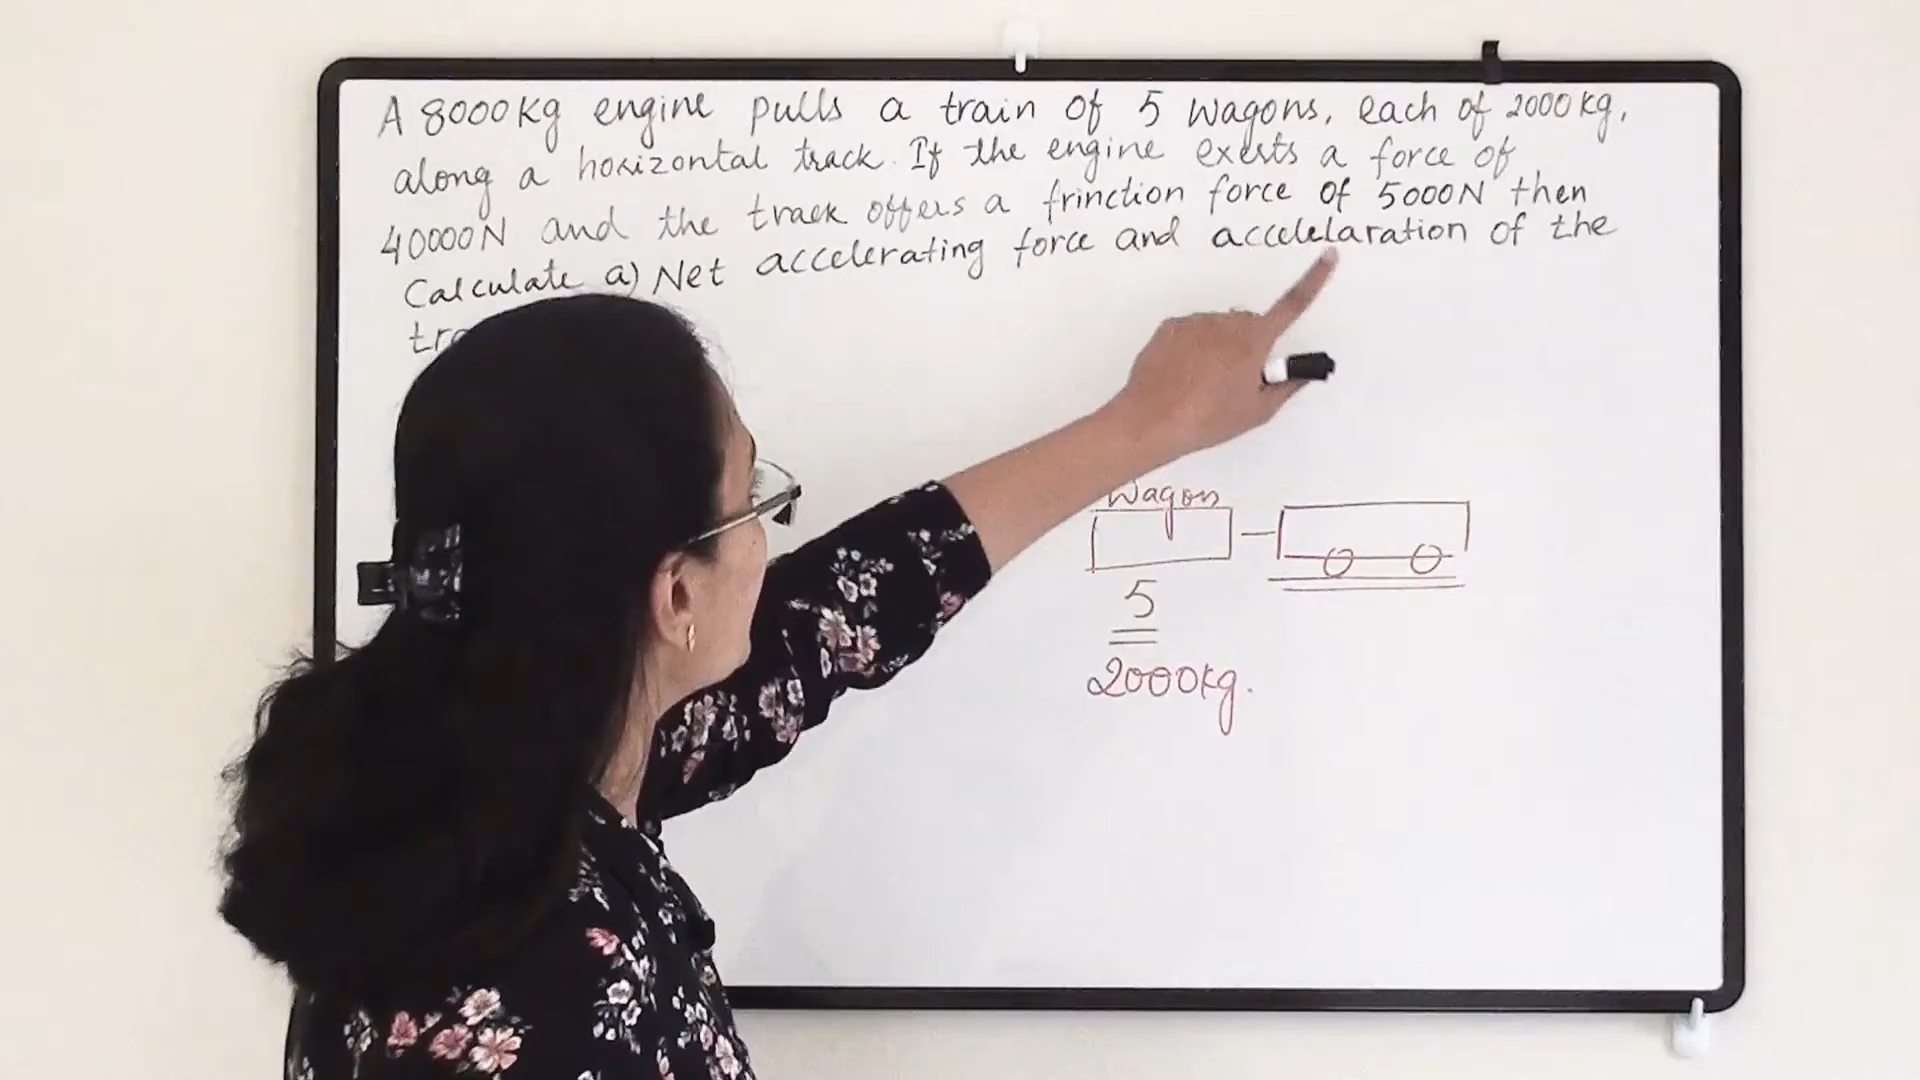 A 8000kg engine pulls a train of 5 wagons, each of 2000kg,
along a horizontal track. If the engine exerts a force of
40000N and the track offers a frinction force of 5000N then
Calculate a) Net accelerating force and accelelaration of the
Wagon
5
2000kg.